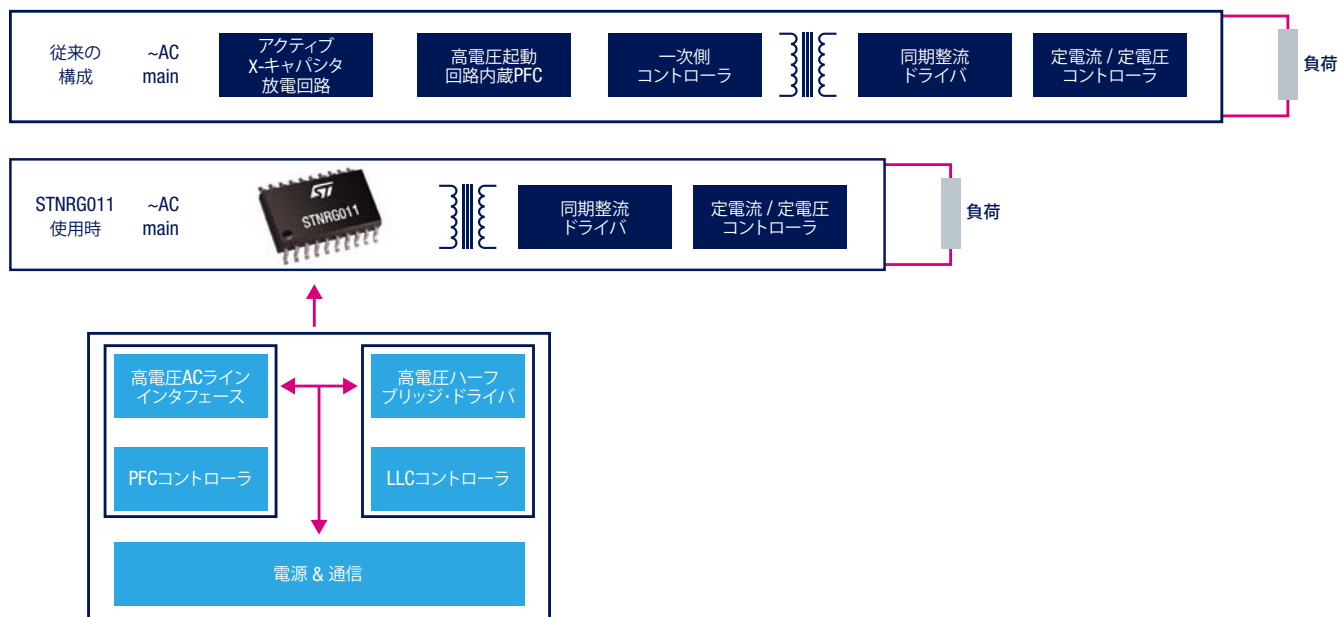 従来の
構成
~AC
main
アクティブ
X-キャパシタ
放電回路
高電圧起動
回路内蔵PFC
一次側
コントローラ
同期整流
ドライバ
定電流 / 定電圧
コントローラ
負荷
STNRG011
使用時
~AC
main
ST
STNRG011
同期整流
ドライバ
定電流 / 定電圧
コントローラ
負荷
高電圧ACライン
インタフェース
高電圧ハーフ
ブリッジ・ドライバ
PFCコントローラ
LLCコントローラ
電源 & 通信